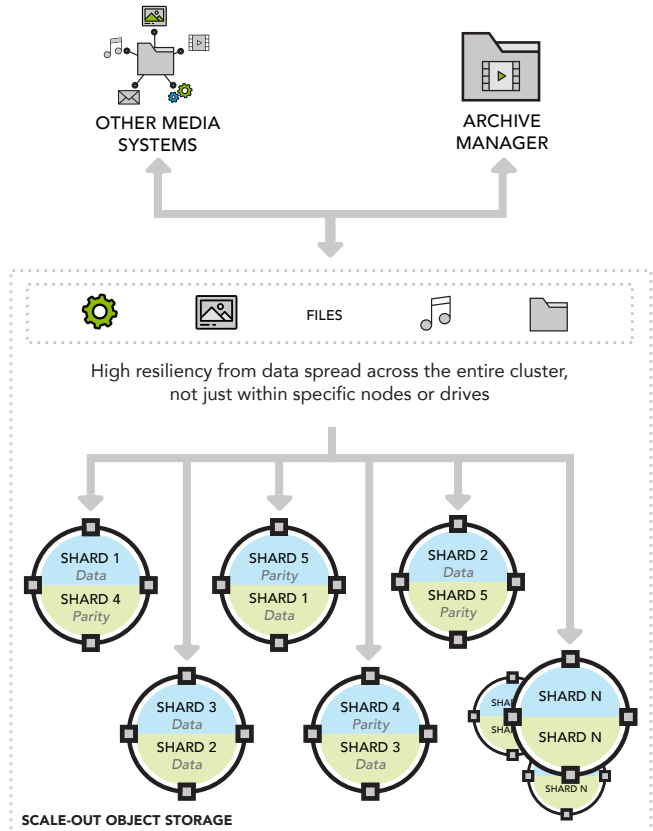 OTHER MEDIA
SYSTEMS
ARCHIVE
MANAGER
FILES
High resiliency from data spread across the entire cluster,
not just within specific nodes or drives
SHARD 1
Data
SHARD 4
Parity
SHARD 5
Parity
SHARD 1
Data
SHARD 2
Data
SHARD 5
Parity
SHARD 3
Data
SHARD 2
Data
SHARD 4
Parity
SHARD 3
Data
SHARD N
SHARD N
SHARD N
SCALE-OUT OBJECT STORAGE